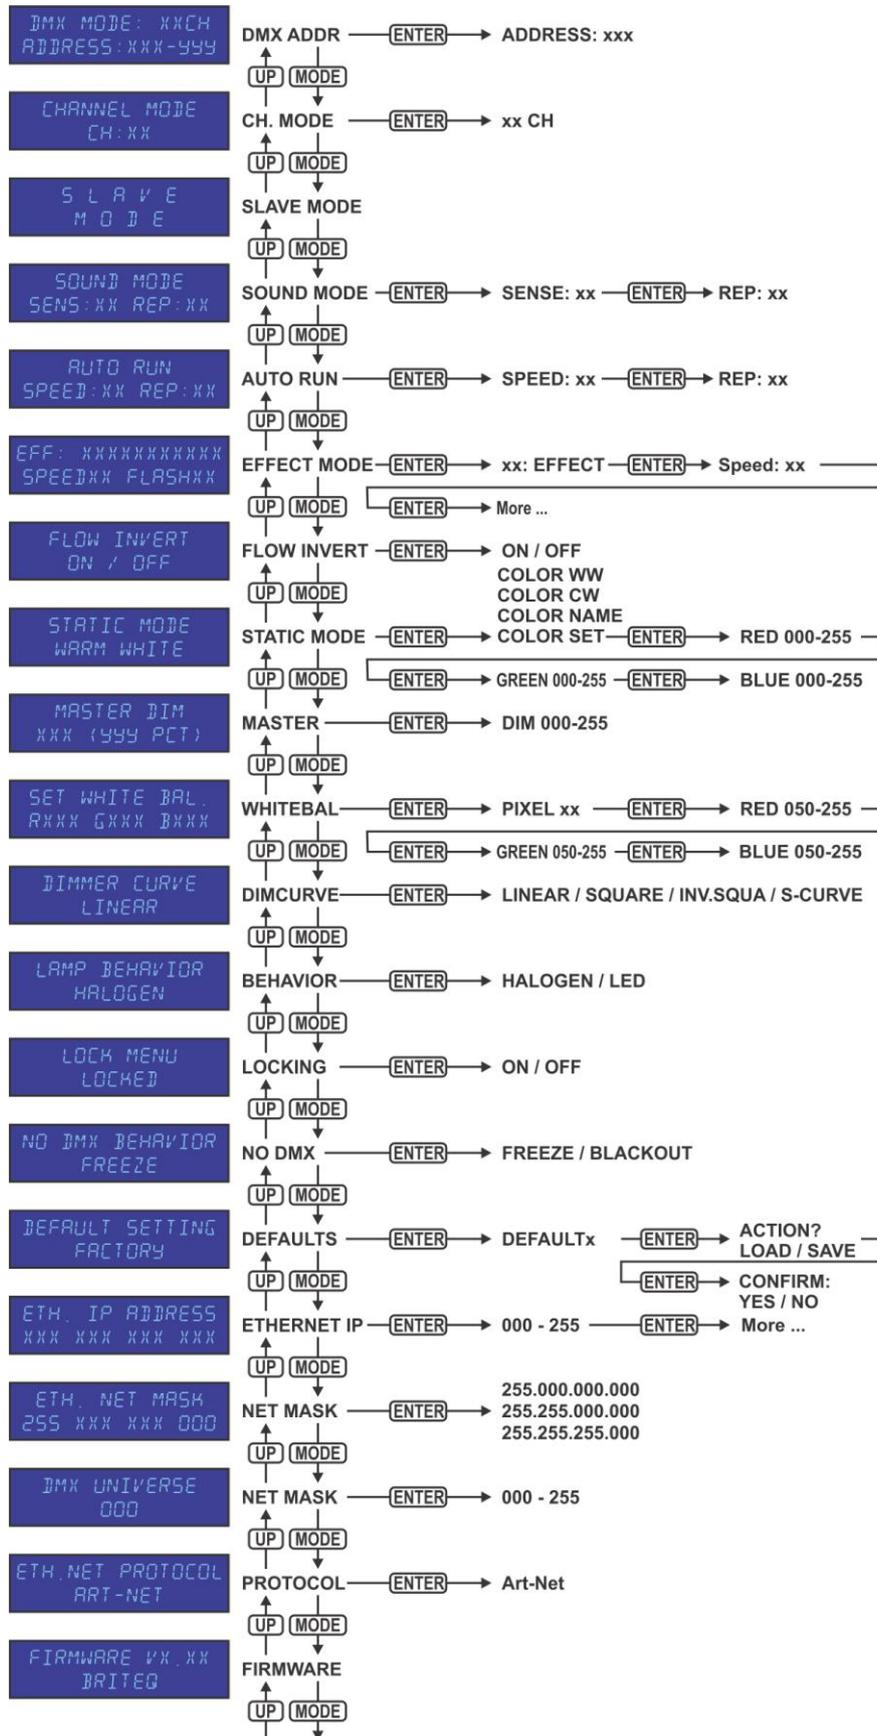 DMX MODE: XXCH
ADDRESS:XXX-YYY
DMX ADDR ENTER ADDRESS: xxx
UP MODE
CHANNEL MODE
CH:XX
CH. MODE ENTER xx CH
UP MODE
S L A V E
M O D E
SLAVE MODE
UP MODE
SOUND MODE
SENS:XX REP:XX
SOUND MODE ENTER SENSE: xx ENTER REP: xx
UP MODE
AUTO RUN
SPEED:XX REP:XX
AUTO RUN ENTER SPEED: xx ENTER REP: xx
UP MODE
EFF: XXXXXXXXXXX
SPEEDXX FLASHXX
EFFECT MODE ENTER xx: EFFECT ENTER Speed: xx
UP MODE ENTER More ...
FLOW INVERT
ON / OFF
FLOW INVERT ENTER ON / OFF
UP MODE
COLOR WW
COLOR CW
COLOR NAME
STATIC MODE
WARM WHITE
STATIC MODE ENTER COLOR SET ENTER RED 000-255
UP MODE ENTER GREEN 000-255 ENTER BLUE 000-255
MASTER DIM
XXX (YYY PCT)
MASTER ENTER DIM 000-255
UP MODE
SET WHITE BAL.
RXXX GXXX BXXX
WHITEBAL ENTER PIXEL xx ENTER RED 050-255
UP MODE ENTER GREEN 050-255 ENTER BLUE 050-255
DIMMER CURVE
LINEAR
DIMCURVE ENTER LINEAR / SQUARE / INV.SQUA / S-CURVE
UP MODE
LAMP BEHAVIOR
HALOGEN
BEHAVIOR ENTER HALOGEN / LED
UP MODE
LOCK MENU
LOCKED
LOCKING ENTER ON / OFF
UP MODE
NO DMX BEHAVIOR
FREEZE
NO DMX ENTER FREEZE / BLACKOUT
UP MODE
DEFAULT SETTING
FACTORY
DEFAULTS ENTER DEFAULTx ENTER ACTION?
LOAD / SAVE
UP MODE ENTER CONFIRM:
YES / NO
ETH. IP ADDRESS
XXX XXX XXX XXX
ETHERNET IP ENTER 000 - 255 ENTER More ...
UP MODE
ETH. NET MASK
255 XXX XXX 000
NET MASK ENTER 255.000.000.000
255.255.000.000
255.255.255.000
UP MODE
DMX UNIVERSE
000
NET MASK ENTER 000 - 255
UP MODE
ETH.NET PROTOCOL
ART-NET
PROTOCOL ENTER Art-Net
UP MODE
FIRMWARE VX.XX
BRITEQ
FIRMWARE
UP MODE